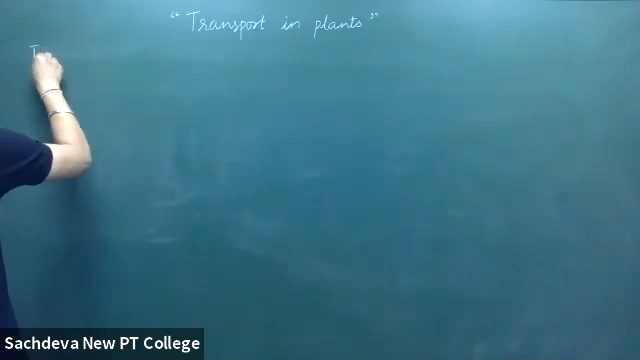 “Transport in plants”
Sachdeva New PT College